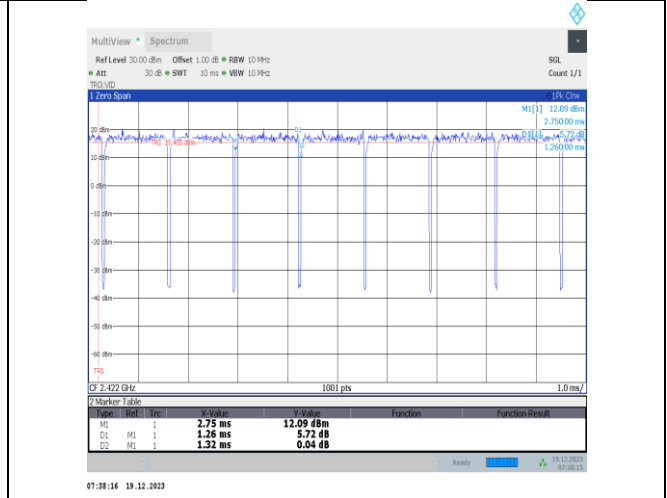 MultiView Spectrum
Ref Level 30.00 dBm Offset 1.00 dB RBW 10 MHz SGL
Att 30 dB SWT 10 ms VBW 10 MHz Count 1/1
TRG:VID
1 Zero Span 1Pk Clrw
M1[1] 12.09 dBm
2.75000 ms
20 dBm D1 D1[1] 5.72 dB
TRG 15.400 dBm 1.26000 ms
10 dBm
0 dBm
-10 dBm
-20 dBm
-30 dBm
-40 dBm
-50 dBm
-60 dBm
TRG
CF 2.422 GHz 1001 pts 1.0 ms/
2 Marker Table
Type Ref Trc X-Value Y-Value Function Function Result
M1 1 2.75 ms 12.09 dBm
D1 M1 1 1.26 ms 5.72 dB
D2 M1 1 1.32 ms 0.04 dB
Ready 19.12.2023
07:38:15
07:38:16 19.12.2023